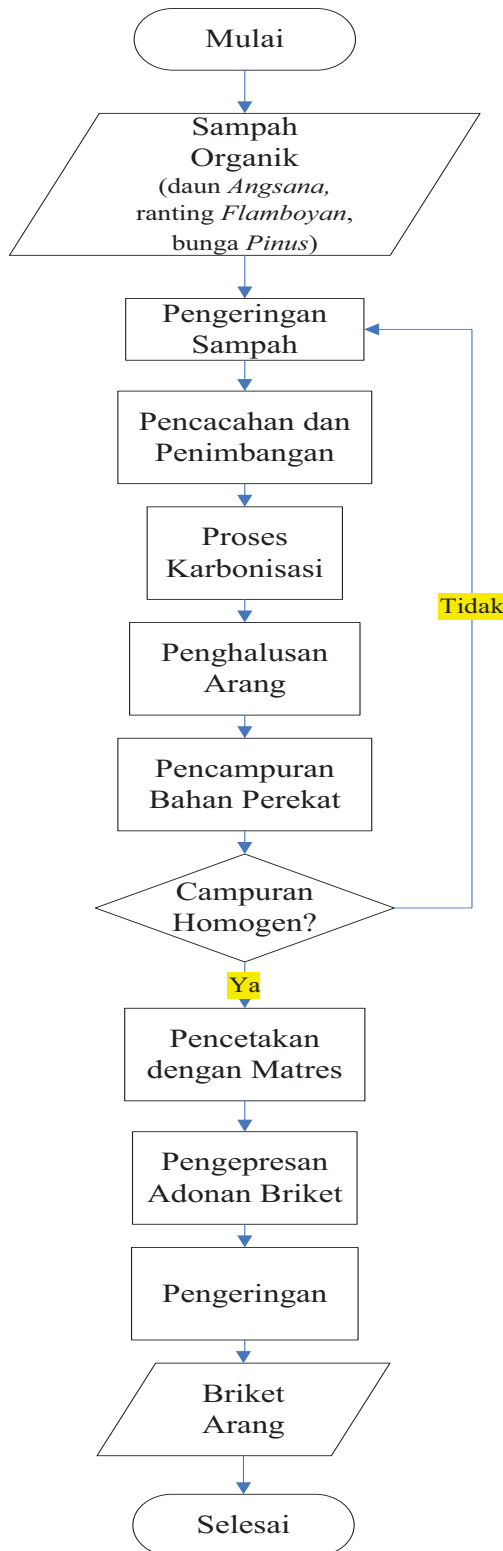 Mulai
Sampah
Organik
(daun Angsana,
ranting Flamboyan,
bunga Pinus)
Pengeringan
Sampah
Pencacahan dan
Penimbangan
Proses
Karbonisasi
Tidak
Penghalusan
Arang
Pencampuran
Bahan Perekat
Campuran
Homogen?
Ya
Pencetakan
dengan Matres
Pengepresan
Adonan Briket
Pengeringan
Briket
Arang
Selesai